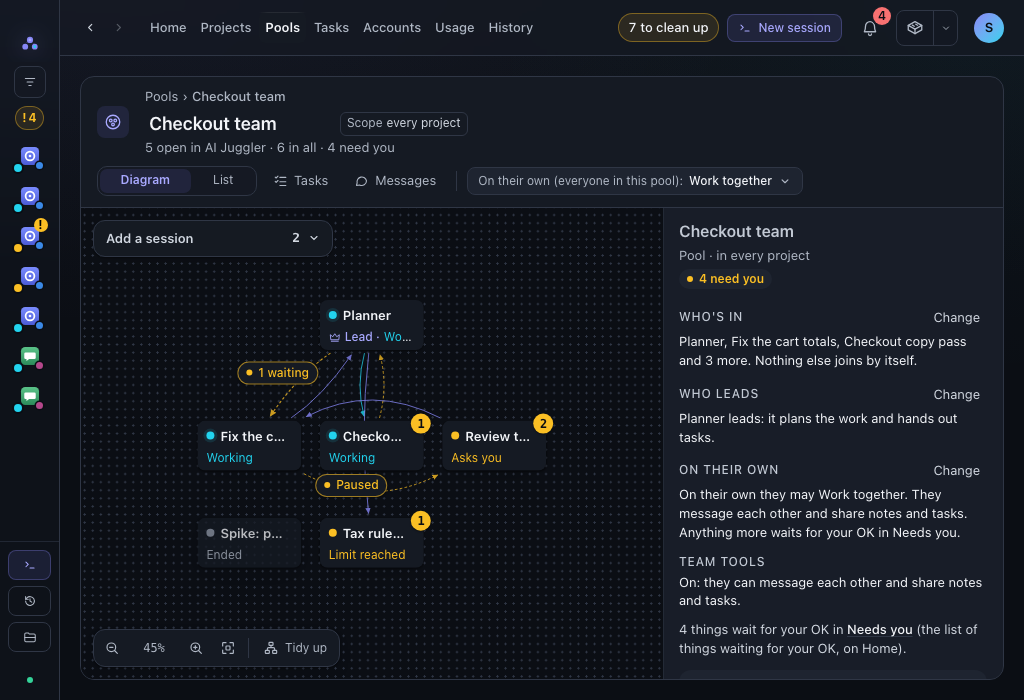 Home Projects Pools Tasks Accounts Usage History
7 to clean up
>_ New session
4
S
! 4
!
Pools › Checkout team
Checkout team
Scope every project
5 open in AI Juggler · 6 in all · 4 need you
Diagram List Tasks Messages
On their own (everyone in this pool): Work together
Add a session 2
Planner
Lead · Wo...
1 waiting
Fix the c...
Working
Checko...
Working
1
Review t...
Asks you
2
Paused
Spike: p...
Ended
Tax rule...
Limit reached
1
45%
Tidy up
Checkout team
Pool · in every project
4 need you
WHO'S IN Change
Planner, Fix the cart totals, Checkout copy pass
and 3 more. Nothing else joins by itself.
WHO LEADS Change
Planner leads: it plans the work and hands out
tasks.
ON THEIR OWN Change
On their own they may Work together. They
message each other and share notes and tasks.
Anything more waits for your OK in Needs you.
TEAM TOOLS
On: they can message each other and share notes
and tasks.
4 things wait for your OK in Needs you (the list of
things waiting for your OK, on Home).